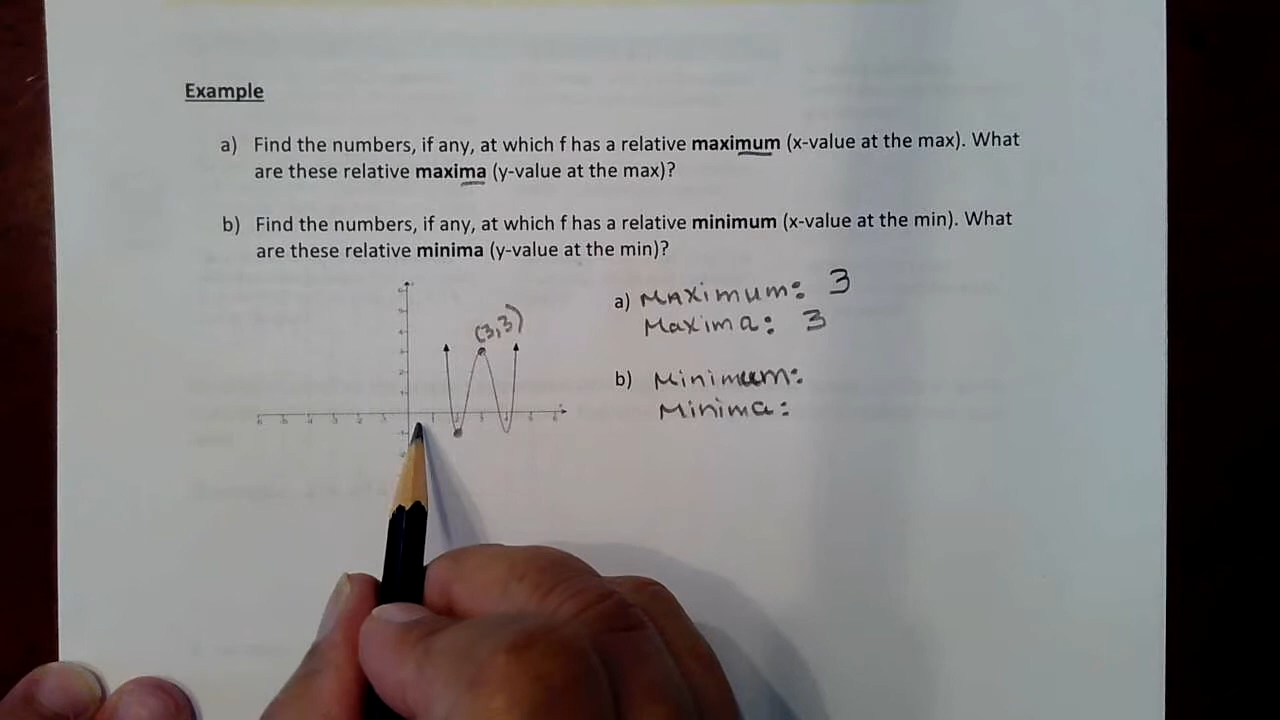 Example
a) Find the numbers, if any, at which f has a relative maximum (x-value at the max). What
are these relative maxima (y-value at the max)?
b) Find the numbers, if any, at which f has a relative minimum (x-value at the min). What
are these relative minima (y-value at the min)?
(3,3)
a) Maximum: 3
Maxima: 3
b) Minimum:
Minima: